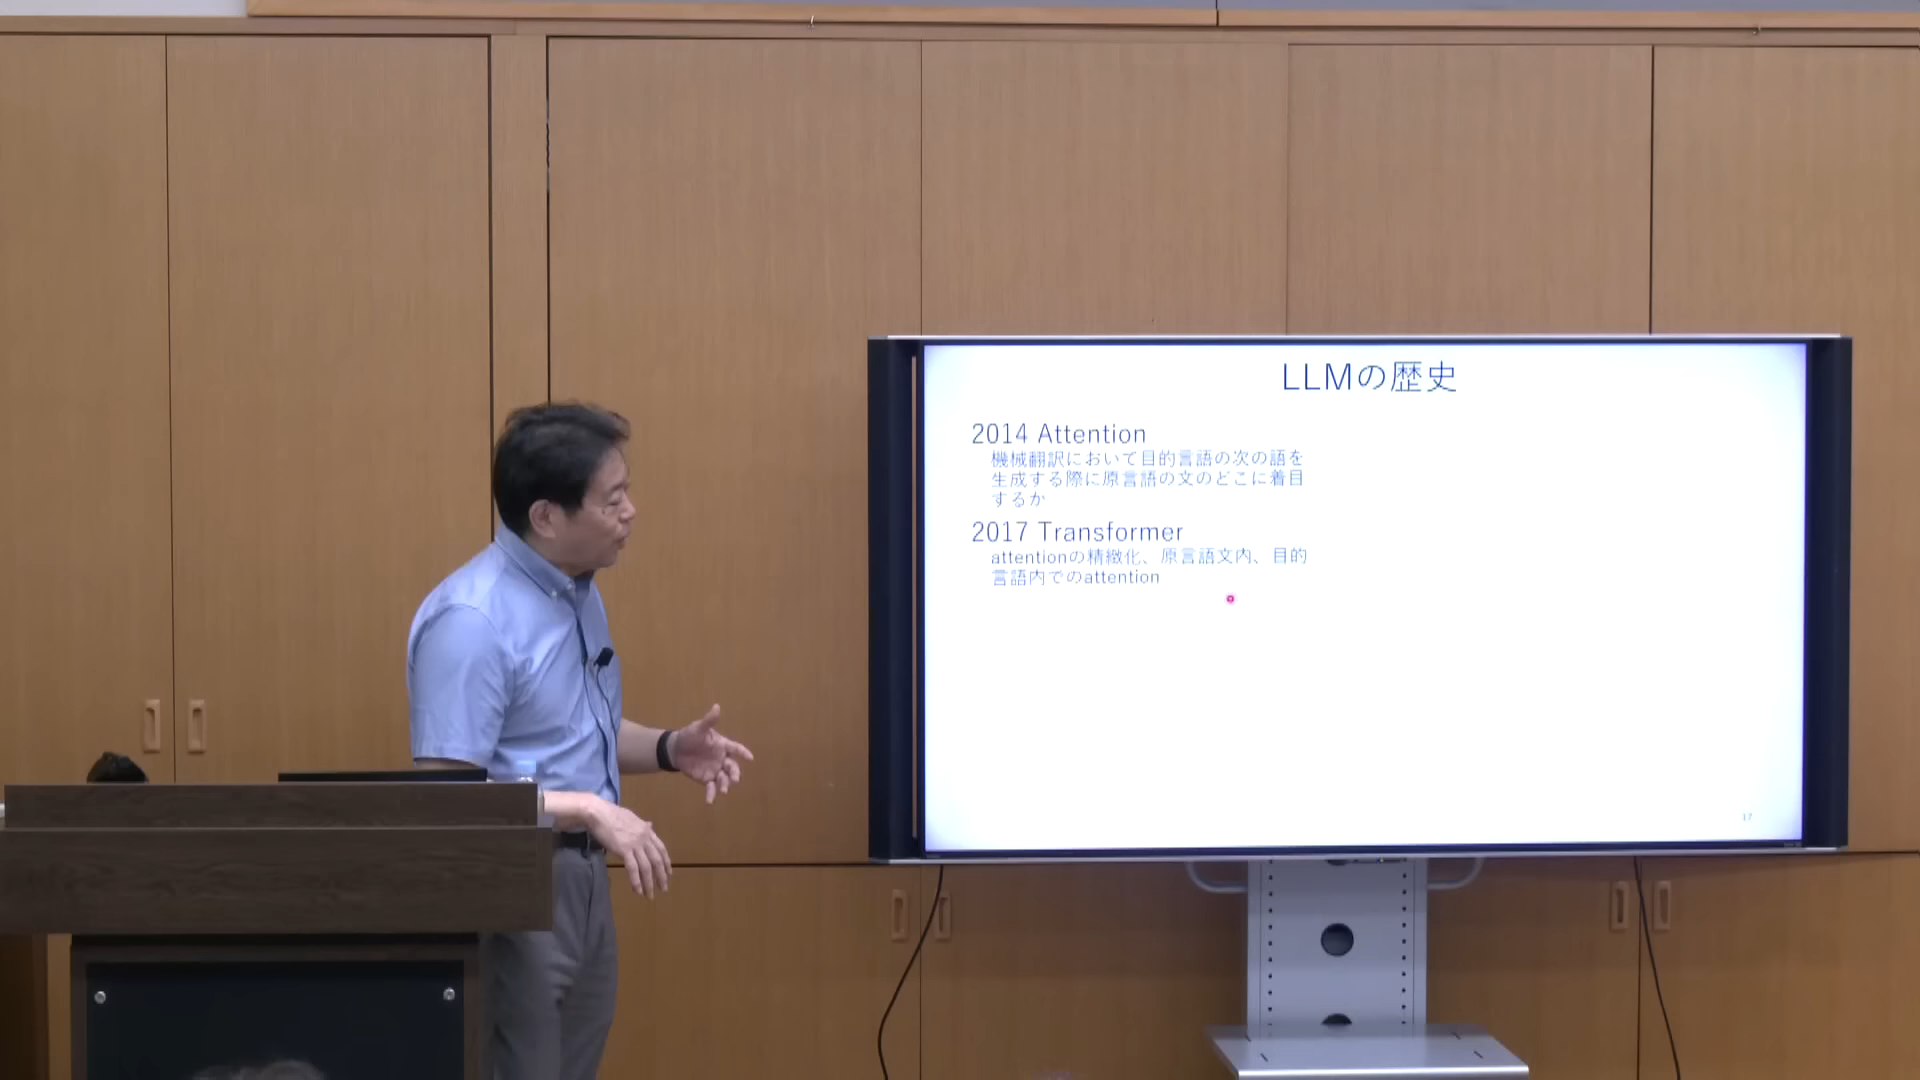 LLMの歴史
2014 Attention
機械翻訳において目的言語の次の語を
生成する際に原言語の文のどこに着目
するか
2017 Transformer
attentionの精緻化、原言語文内、目的
言語内でのattention
17